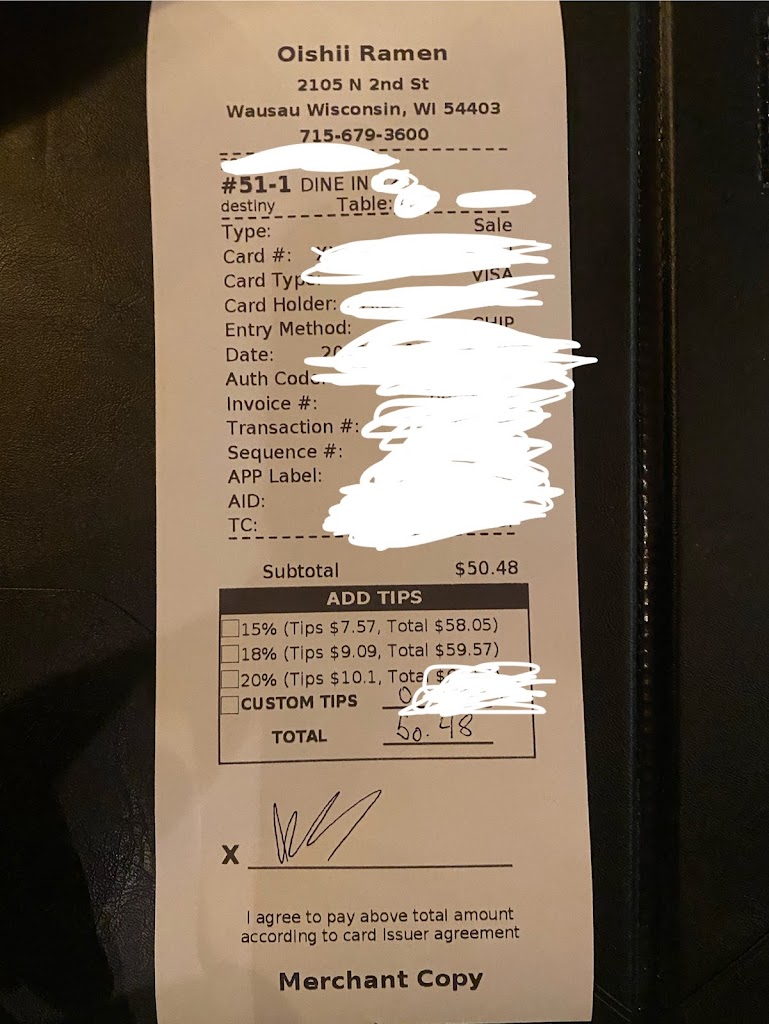 Oishii Ramen
2105 N 2nd St
Wausau Wisconsin, WI 54403
715-679-3600
#51-1 DINE IN
destiny Table:
Type: Sale
Card #:
Card Type: VISA
Card Holder:
Entry Method: CHIP
Date: 20
Auth Code:
Invoice #:
Transaction #:
Sequence #:
APP Label:
AID:
TC:
Subtotal $50.48
ADD TIPS
15% (Tips $7.57, Total $58.05)
18% (Tips $9.09, Total $59.57)
20% (Tips $10.1, Total
CUSTOM TIPS 0
TOTAL 50.48
X
I agree to pay above total amount
according to card issuer agreement
Merchant Copy